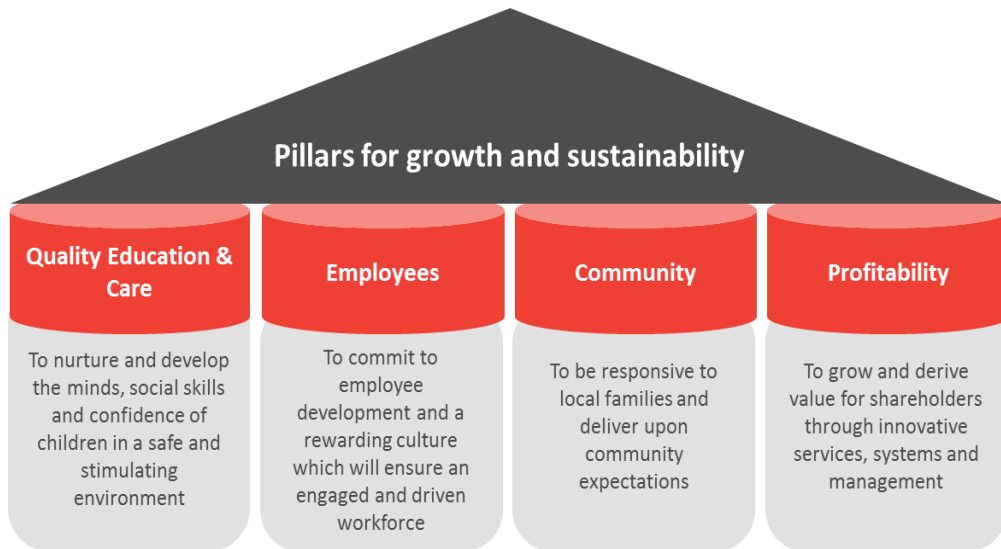 Pillars for growth and sustainability
Quality Education &
Care
To nurture and develop
the minds, social skills
and confidence of
children in a safe and
stimulating
environment
Employees
To commit to
employee
development and a
rewarding culture
which will ensure an
engaged and driven
workforce
Community
To be responsive to
local families and
deliver upon
community
expectations
Profitability
To grow and derive
value for shareholders
through innovative
services, systems and
management